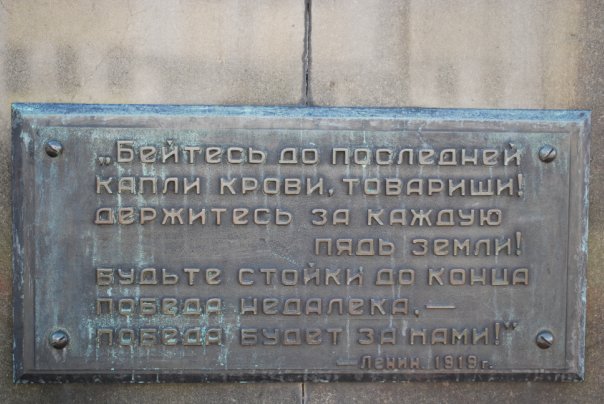 „Бейтесь до последней
капли крови, товарищи!
держитесь за каждую
пядь земли!
будьте стойки до конца
победа недалека, —
победа будет за нами!“
— Ленин. 1919г.